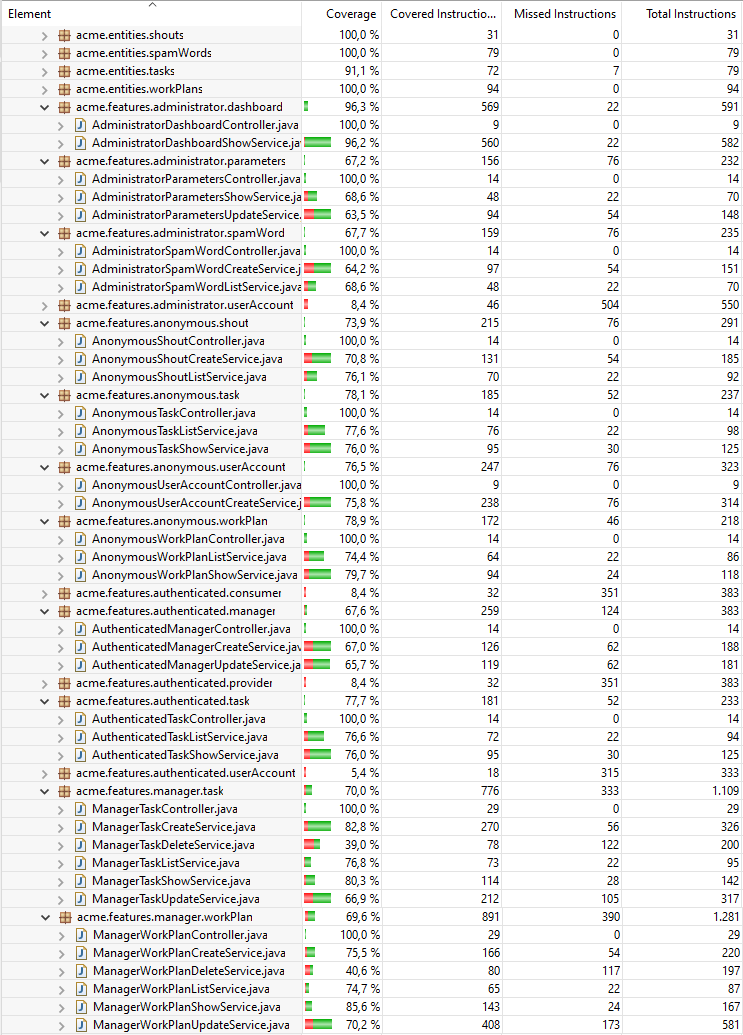 Element Coverage Covered Instructio... Missed Instructions Total Instructions
acme.entities.shouts 100,0 % 31 0 31
acme.entities.spamWords 100,0 % 79 0 79
acme.entities.tasks 91,1 % 72 7 79
acme.entities.workPlans 100,0 % 94 0 94
acme.features.administrator.dashboard 96,3 % 569 22 591
AdministratorDashboardController.java 100,0 % 9 0 9
AdministratorDashboardShowService.ja 96,2 % 560 22 582
acme.features.administrator.parameters 67,2 % 156 76 232
AdministratorParametersController.java 100,0 % 14 0 14
AdministratorParametersShowService.ja 68,6 % 48 22 70
AdministratorParametersUpdateService. 63,5 % 94 54 148
acme.features.administrator.spamWord 67,7 % 159 76 235
AdministratorSpamWordController.java 100,0 % 14 0 14
AdministratorSpamWordCreateService.j 64,2 % 97 54 151
AdministratorSpamWordListService.java 68,6 % 48 22 70
acme.features.administrator.userAccount 8,4 % 46 504 550
acme.features.anonymous.shout 73,9 % 215 76 291
AnonymousShoutController.java 100,0 % 14 0 14
AnonymousShoutCreateService.java 70,8 % 131 54 185
AnonymousShoutListService.java 76,1 % 70 22 92
acme.features.anonymous.task 78,1 % 185 52 237
AnonymousTaskController.java 100,0 % 14 0 14
AnonymousTaskListService.java 77,6 % 76 22 98
AnonymousTaskShowService.java 76,0 % 95 30 125
acme.features.anonymous.userAccount 76,5 % 247 76 323
AnonymousUserAccountController.java 100,0 % 9 0 9
AnonymousUserAccountCreateService.j 75,8 % 238 76 314
acme.features.anonymous.workPlan 78,9 % 172 46 218
AnonymousWorkPlanController.java 100,0 % 14 0 14
AnonymousWorkPlanListService.java 74,4 % 64 22 86
AnonymousWorkPlanShowService.java 79,7 % 94 24 118
acme.features.authenticated.consumer 8,4 % 32 351 383
acme.features.authenticated.manager 67,6 % 259 124 383
AuthenticatedManagerController.java 100,0 % 14 0 14
AuthenticatedManagerCreateService.jav 67,0 % 126 62 188
AuthenticatedManagerUpdateService.ja 65,7 % 119 62 181
acme.features.authenticated.provider 8,4 % 32 351 383
acme.features.authenticated.task 77,7 % 181 52 233
AuthenticatedTaskController.java 100,0 % 14 0 14
AuthenticatedTaskListService.java 76,6 % 72 22 94
AuthenticatedTaskShowService.java 76,0 % 95 30 125
acme.features.authenticated.userAccount 5,4 % 18 315 333
acme.features.manager.task 70,0 % 776 333 1.109
ManagerTaskController.java 100,0 % 29 0 29
ManagerTaskCreateService.java 82,8 % 270 56 326
ManagerTaskDeleteService.java 39,0 % 78 122 200
ManagerTaskListService.java 76,8 % 73 22 95
ManagerTaskShowService.java 80,3 % 114 28 142
ManagerTaskUpdateService.java 66,9 % 212 105 317
acme.features.manager.workPlan 69,6 % 891 390 1.281
ManagerWorkPlanController.java 100,0 % 29 0 29
ManagerWorkPlanCreateService.java 75,5 % 166 54 220
ManagerWorkPlanDeleteService.java 40,6 % 80 117 197
ManagerWorkPlanListService.java 74,7 % 65 22 87
ManagerWorkPlanShowService.java 85,6 % 143 24 167
ManagerWorkPlanUpdateService.java 70,2 % 408 173 581